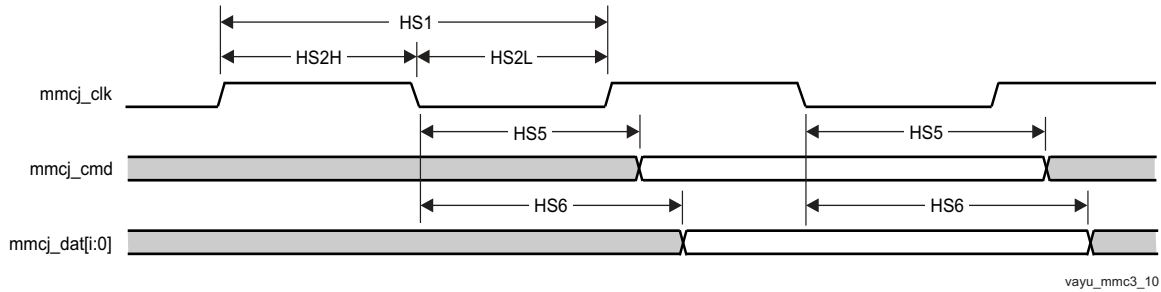 HS1
HS2H HS2L
mmcj_clk
HS5 HS5
mmcj_cmd
HS6 HS6
mmcj_dat[i:0]
vayu_mmc3_10